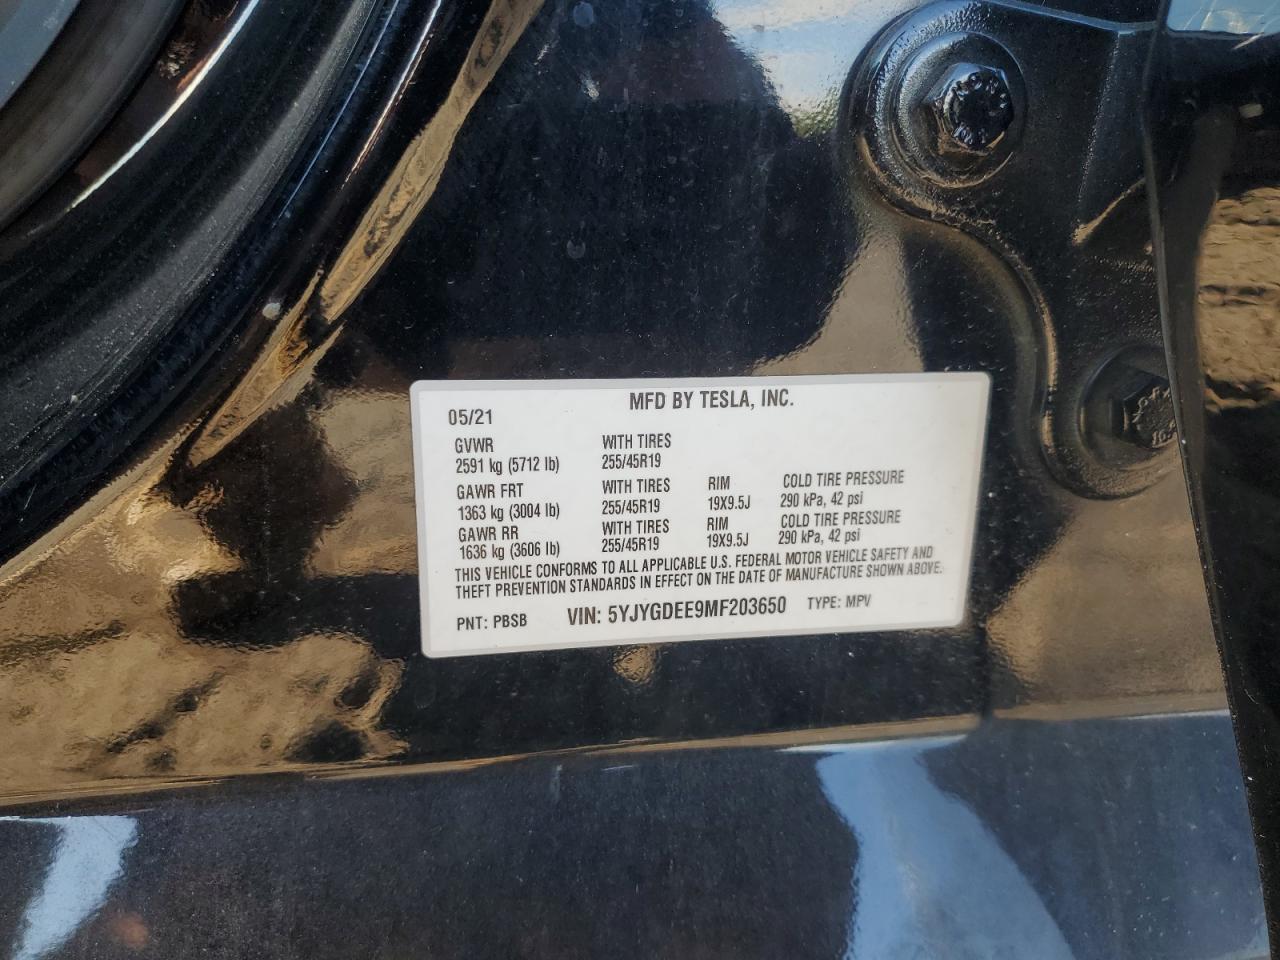 MFD BY TESLA, INC.
05/21
GVWR WITH TIRES
2591 kg (5712 lb) 255/45R19
GAWR FRT WITH TIRES RIM COLD TIRE PRESSURE
1363 kg (3004 lb) 255/45R19 19X9.5J 290 kPa, 42 psi
GAWR RR WITH TIRES RIM COLD TIRE PRESSURE
1636 kg (3606 lb) 255/45R19 19X9.5J 290 kPa, 42 psi
THIS VEHICLE CONFORMS TO ALL APPLICABLE U.S. FEDERAL MOTOR VEHICLE SAFETY AND
THEFT PREVENTION STANDARDS IN EFFECT ON THE DATE OF MANUFACTURE SHOWN ABOVE.
PNT: PBSB VIN: 5YJYGDEE9MF203650 TYPE: MPV